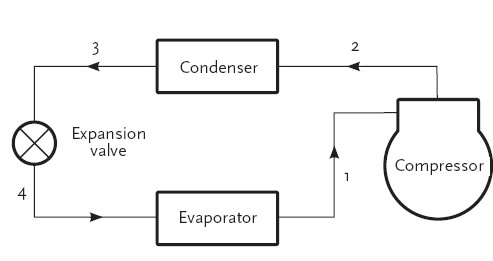 3
2
Condenser
Expansion
valve
Compressor
1
4
Evaporator